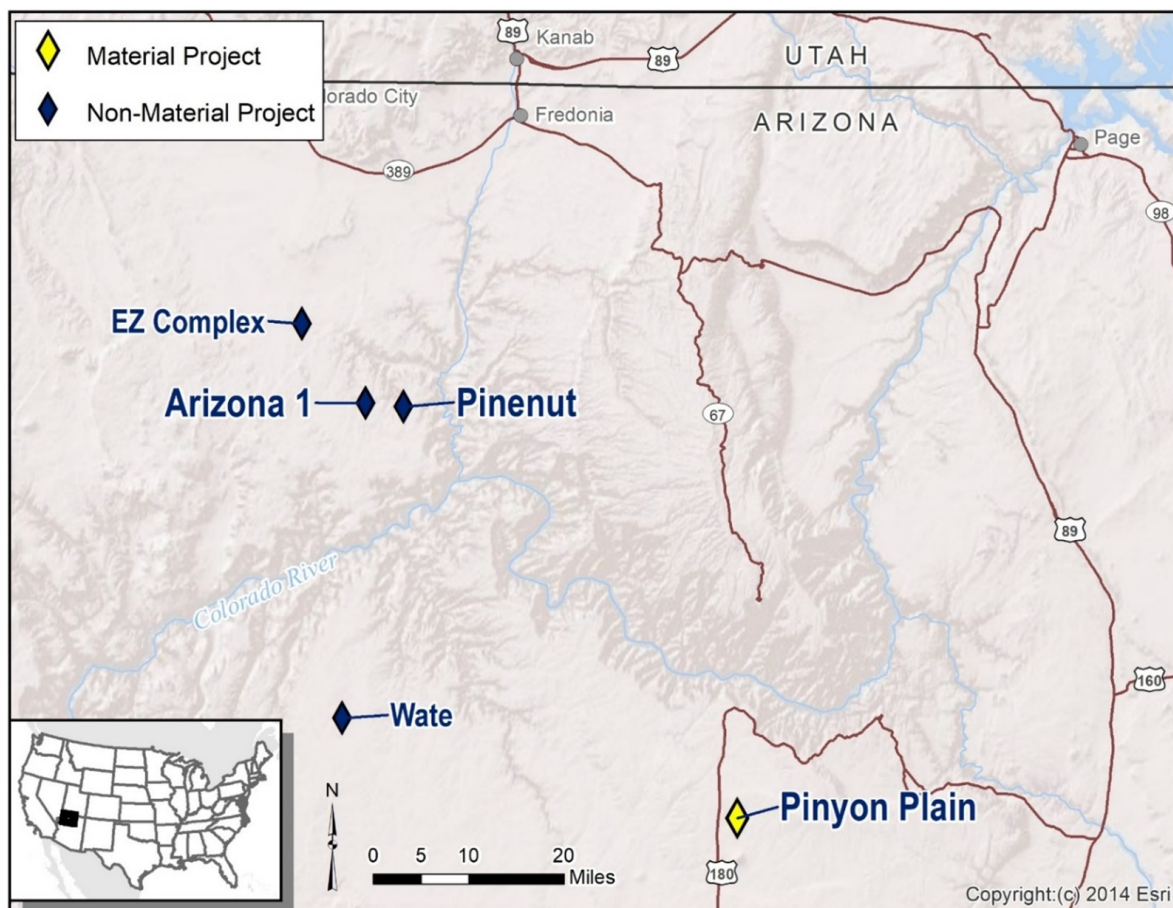 Material Project
Non-Material Project
89
Kanab
89
UTAH
lorado City
Fredonia
ARIZONA
Page
389
98
EZ Complex
Arizona 1
Pinenut
67
89
Colorado River
160
Wate
N
Pinyon Plain
0 5 10 20
Miles
180
Copyright:(c) 2014 Esri